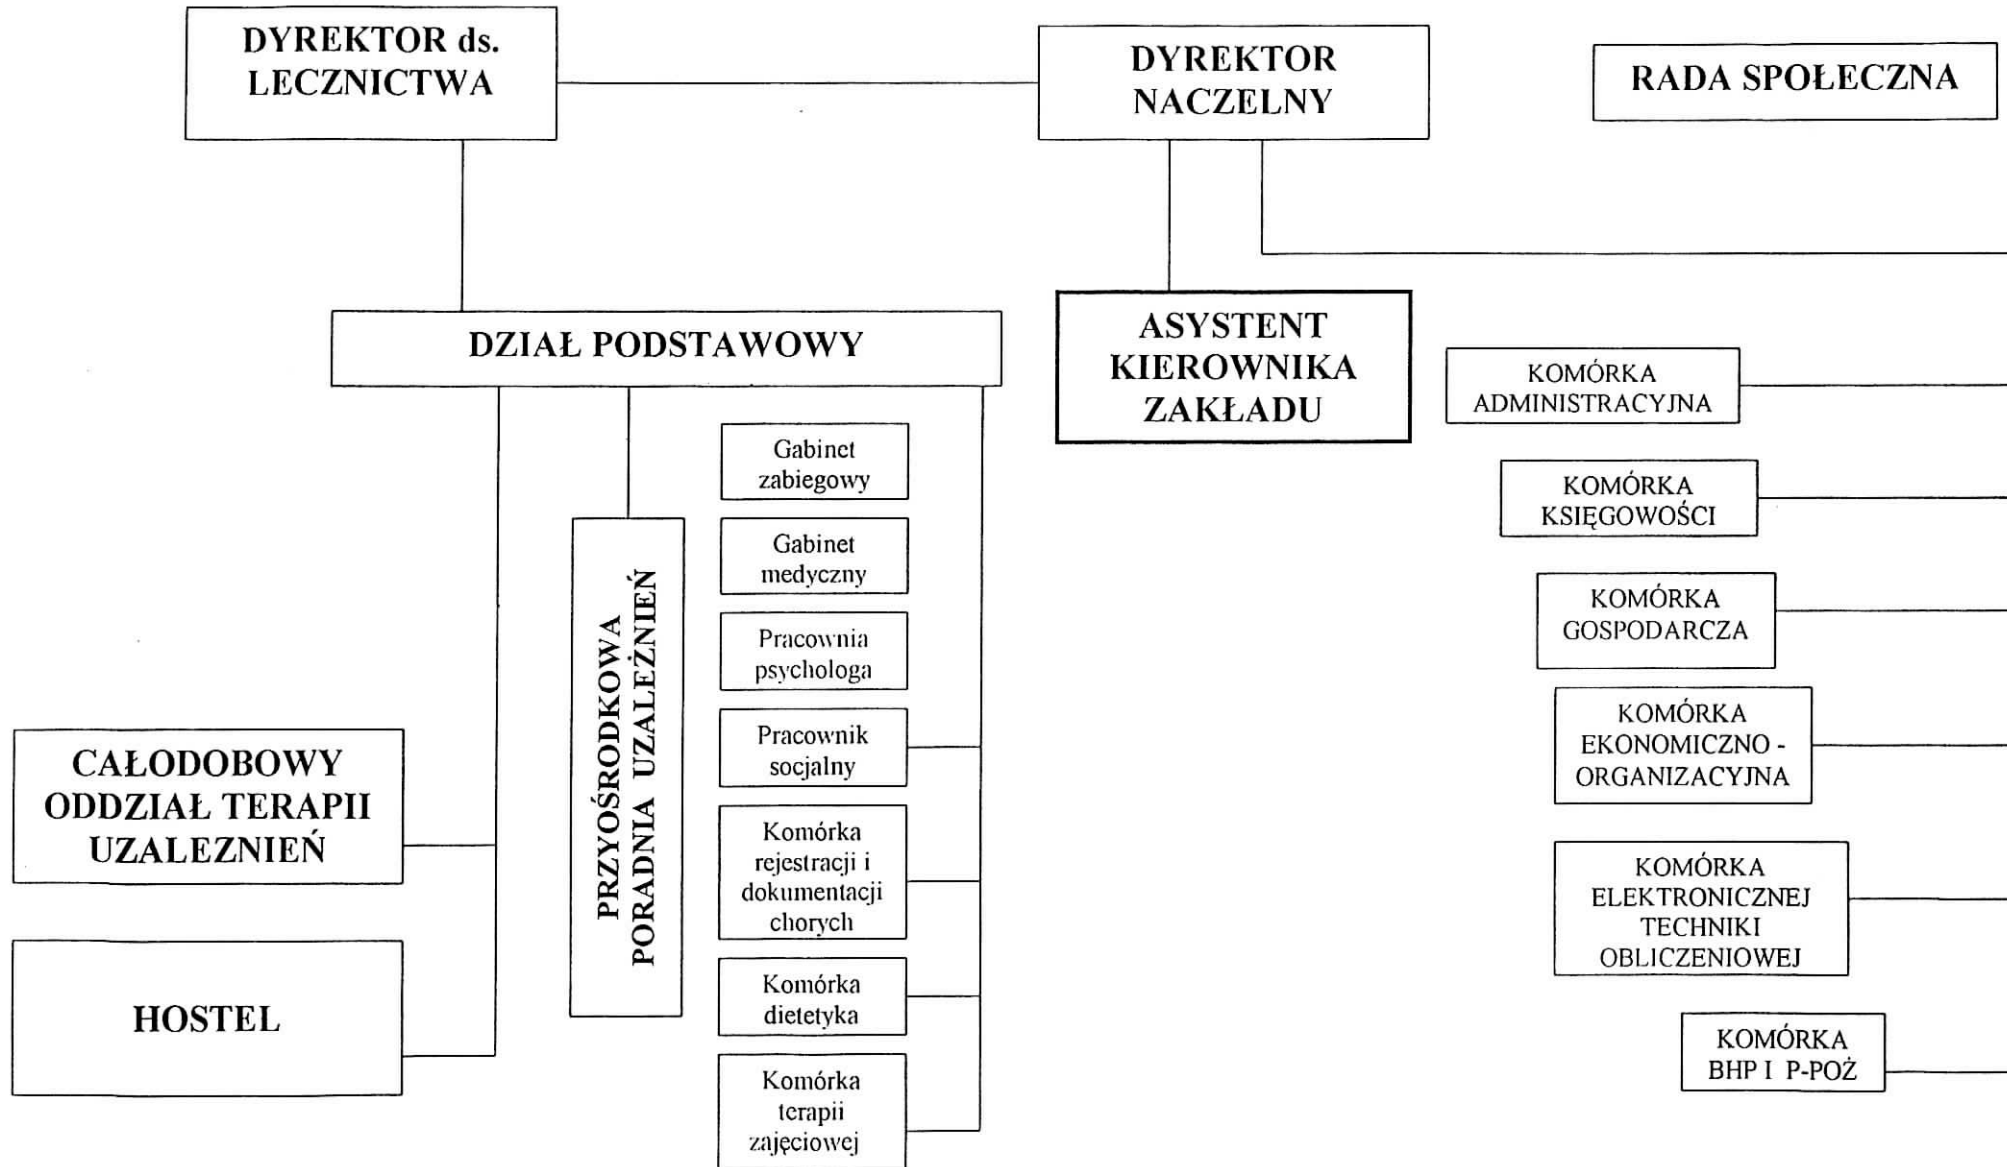 DYREKTOR ds.
LECZNICTWA
DYREKTOR
NACZELNY
RADA SPOŁECZNA
DZIAŁ PODSTAWOWY
ASYSTENT
KIEROWNIKA
ZAKŁADU
CAŁODOBOWY
ODDZIAŁ TERAPII
UZALEZNIEŃ
HOSTEL
PRZYOŚRODKOWA
PORADNIA UZALEŻNIEŃ
Gabinet
zabiegowy
Gabinet
medyczny
Pracownia
psychologa
Pracownik
socjalny
Komórka
rejestracji i
dokumentacji
chorych
Komórka
dietetyka
Komórka
terapii
zajęciowej
KOMÓRKA
ADMINISTRACYJNA
KOMÓRKA
KSIĘGOWOŚCI
KOMÓRKA
GOSPODARCZA
KOMÓRKA
EKONOMICZNO -
ORGANIZACYJNA
KOMÓRKA
ELEKTRONICZNEJ
TECHNIKI
OBLICZENIOWEJ
KOMÓRKA
BHP I P-POŻ